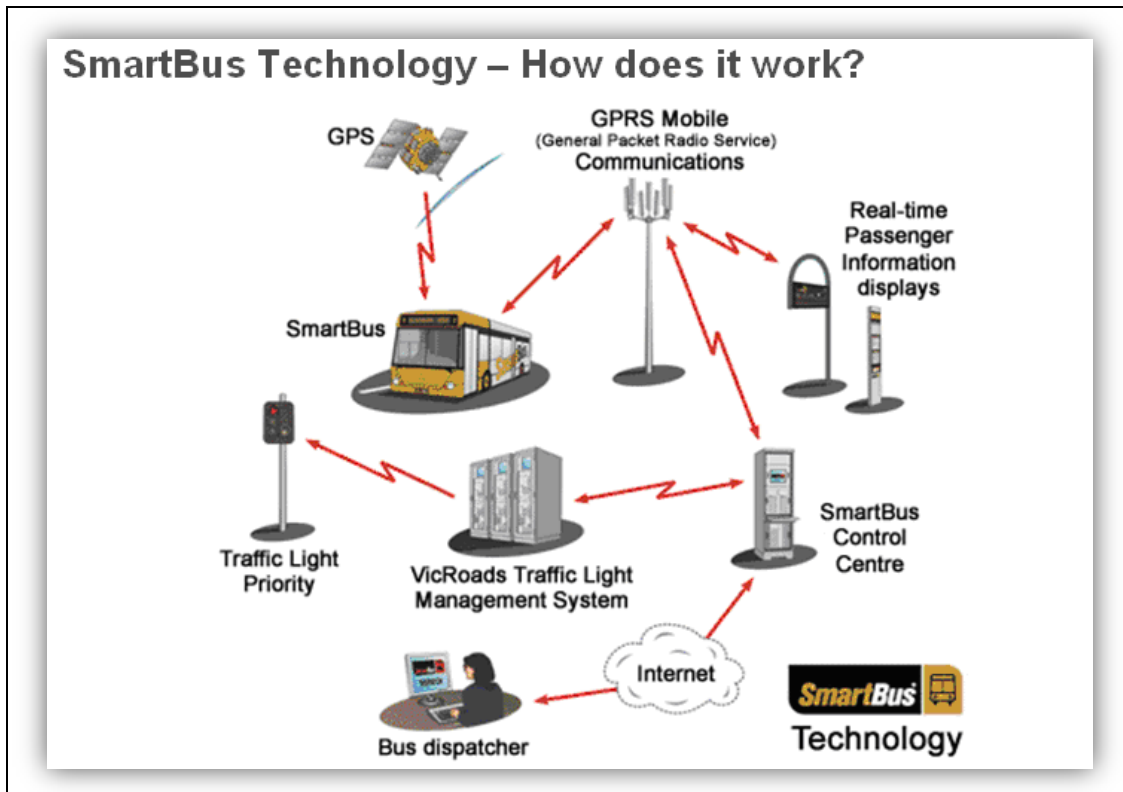 SmartBus Technology – How does it work?
GPS
GPRS Mobile
(General Packet Radio Service)
Communications
Real-time
Passenger
Information
displays
SmartBus
SmartBus
Control
Centre
Traffic Light
Priority
VicRoads Traffic Light
Management System
Internet
Bus dispatcher
SmartBus
Technology